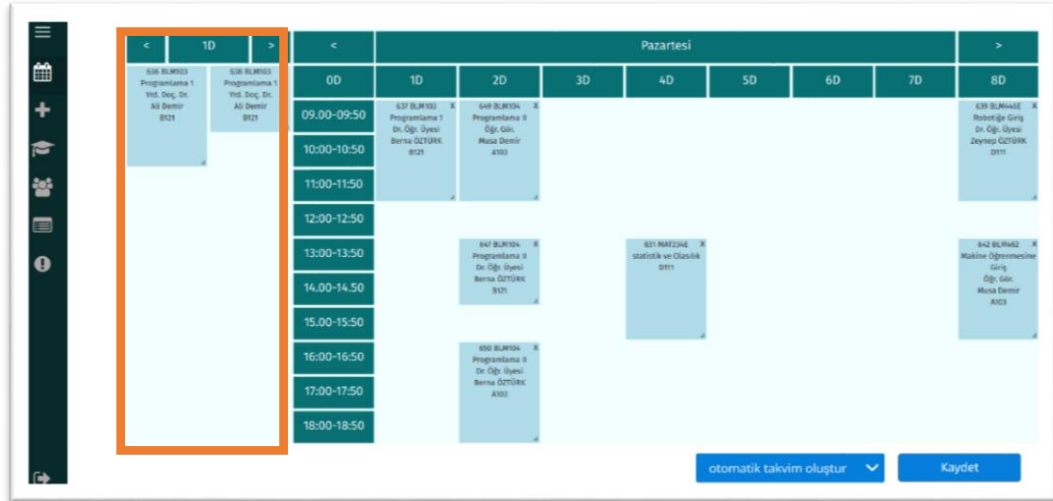 < 1D >
< Pazartesi >
0D 1D 2D 3D 4D 5D 6D 7D 8D
636 BLM103
Programlama 1
Yrd. Doç. Dr.
Ali Demir
B121
638 BLM103
Programlama 1
Yrd. Doç. Dr.
Ali Demir
B121
09.00-09:50
10:00-10:50
11:00-11:50
12:00-12:50
13:00-13:50
14.00-14.50
15.00-15:50
16:00-16:50
17:00-17:50
18:00-18:50
637 BLM103 X
Programlama 1
Dr. Öğr. Üyesi
Berna ÖZTÜRK
B121
649 BLM104 X
Programlama II
Öğr. Gör.
Musa Demir
A103
639 BLM446E X
Robotiğe Giriş
Dr. Öğr. Üyesi
Zeynep ÖZTÜRK
D111
647 BLM104 X
Programlama II
Dr. Öğr. Üyesi
Berna ÖZTÜRK
B121
631 MAT234E X
statistik ve Olasılık
D111
642 BLM462 X
Makine Öğrenmesine
Giriş
Öğr. Gör.
Musa Demir
A103
650 BLM104 X
Programlama II
Dr. Öğr. Üyesi
Berna ÖZTÜRK
A103
otomatik takvim oluştur
Kaydet